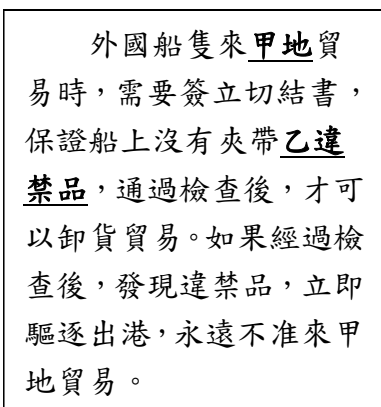 外國船隻來甲地貿
易時，需要簽立切結書，
保證船上沒有夾帶乙違
禁品，通過檢查後，才可
以卸貨貿易。如果經過檢
查後，發現違禁品，立即
驅逐出港，永遠不准來甲
地貿易。